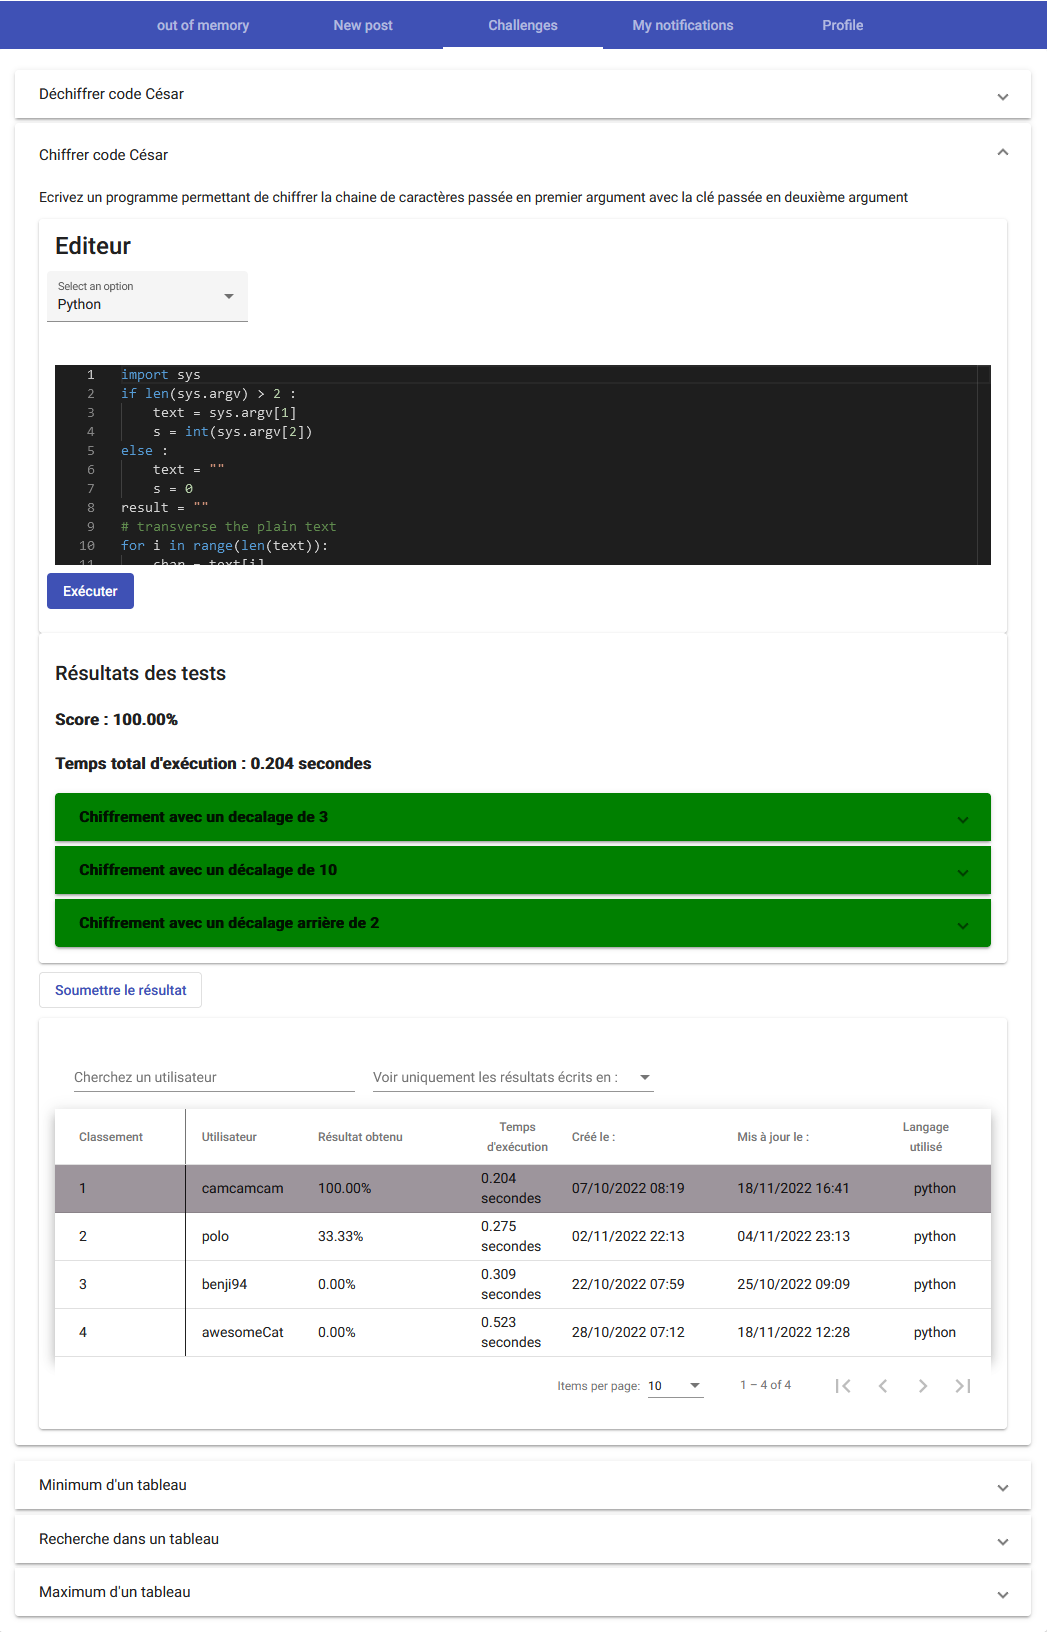 out of memory New post Challenges My notifications Profile
Déchiffrer code César
Chiffrer code César
Ecrivez un programme permettant de chiffrer la chaine de caractères passée en premier argument avec la clé passée en deuxième argument
Editeur
Select an option
Python
1 import sys
2 if len(sys.argv) > 2 :
3 text = sys.argv[1]
4 s = int(sys.argv[2])
5 else :
6 text = ""
7 s = 0
8 result = ""
9 # transverse the plain text
10 for i in range(len(text)):
11 char = text[i]
Exécuter
Résultats des tests
Score : 100.00%
Temps total d'exécution : 0.204 secondes
Chiffrement avec un decalage de 3
Chiffrement avec un décalage de 10
Chiffrement avec un décalage arrière de 2
Soumettre le résultat
Cherchez un utilisateur Voir uniquement les résultats écrits en :
Classement Utilisateur Résultat obtenu Temps d'exécution Créé le : Mis à jour le : Langage utilisé
1 camcamcam 100.00% 0.204 secondes 07/10/2022 08:19 18/11/2022 16:41 python
2 polo 33.33% 0.275 secondes 02/11/2022 22:13 04/11/2022 23:13 python
3 benji94 0.00% 0.309 secondes 22/10/2022 07:59 25/10/2022 09:09 python
4 awesomeCat 0.00% 0.523 secondes 28/10/2022 07:12 18/11/2022 12:28 python
Items per page: 10 1 – 4 of 4
Minimum d'un tableau
Recherche dans un tableau
Maximum d'un tableau